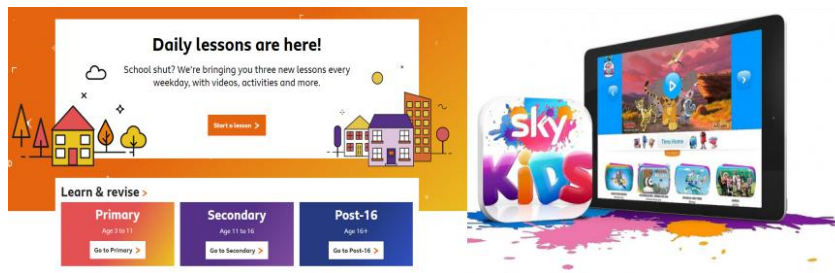 Daily lessons are here!
School shut? We're bringing you three new lessons every
weekday, with videos, activities and more.
Start a lesson >
Learn & revise >
Primary
Age 3 to 11
Go to Primary >
Secondary
Age 11 to 16
Go to Secondary >
Post-16
Age 16+
Go to Post-16 >
sky
KIDS
Time Home